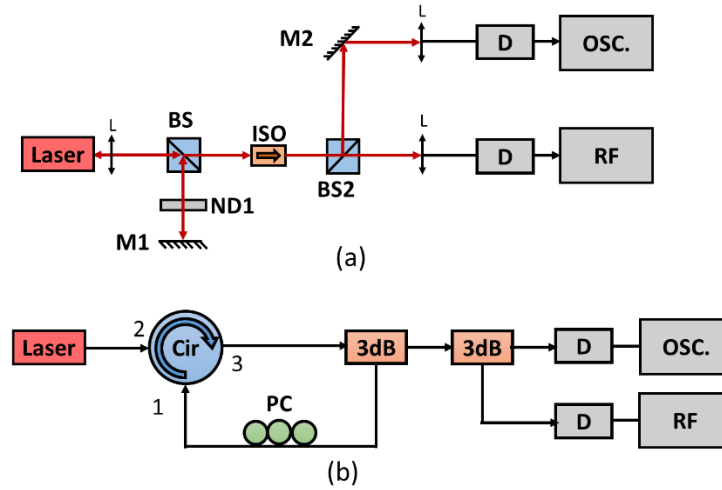 M2
L
D
OSC.
BS
ISO
L
L
Laser
D
RF
BS2
ND1
M1
(a)
Laser
2
Cir
3
3dB
3dB
D
OSC.
1
PC
D
RF
(b)